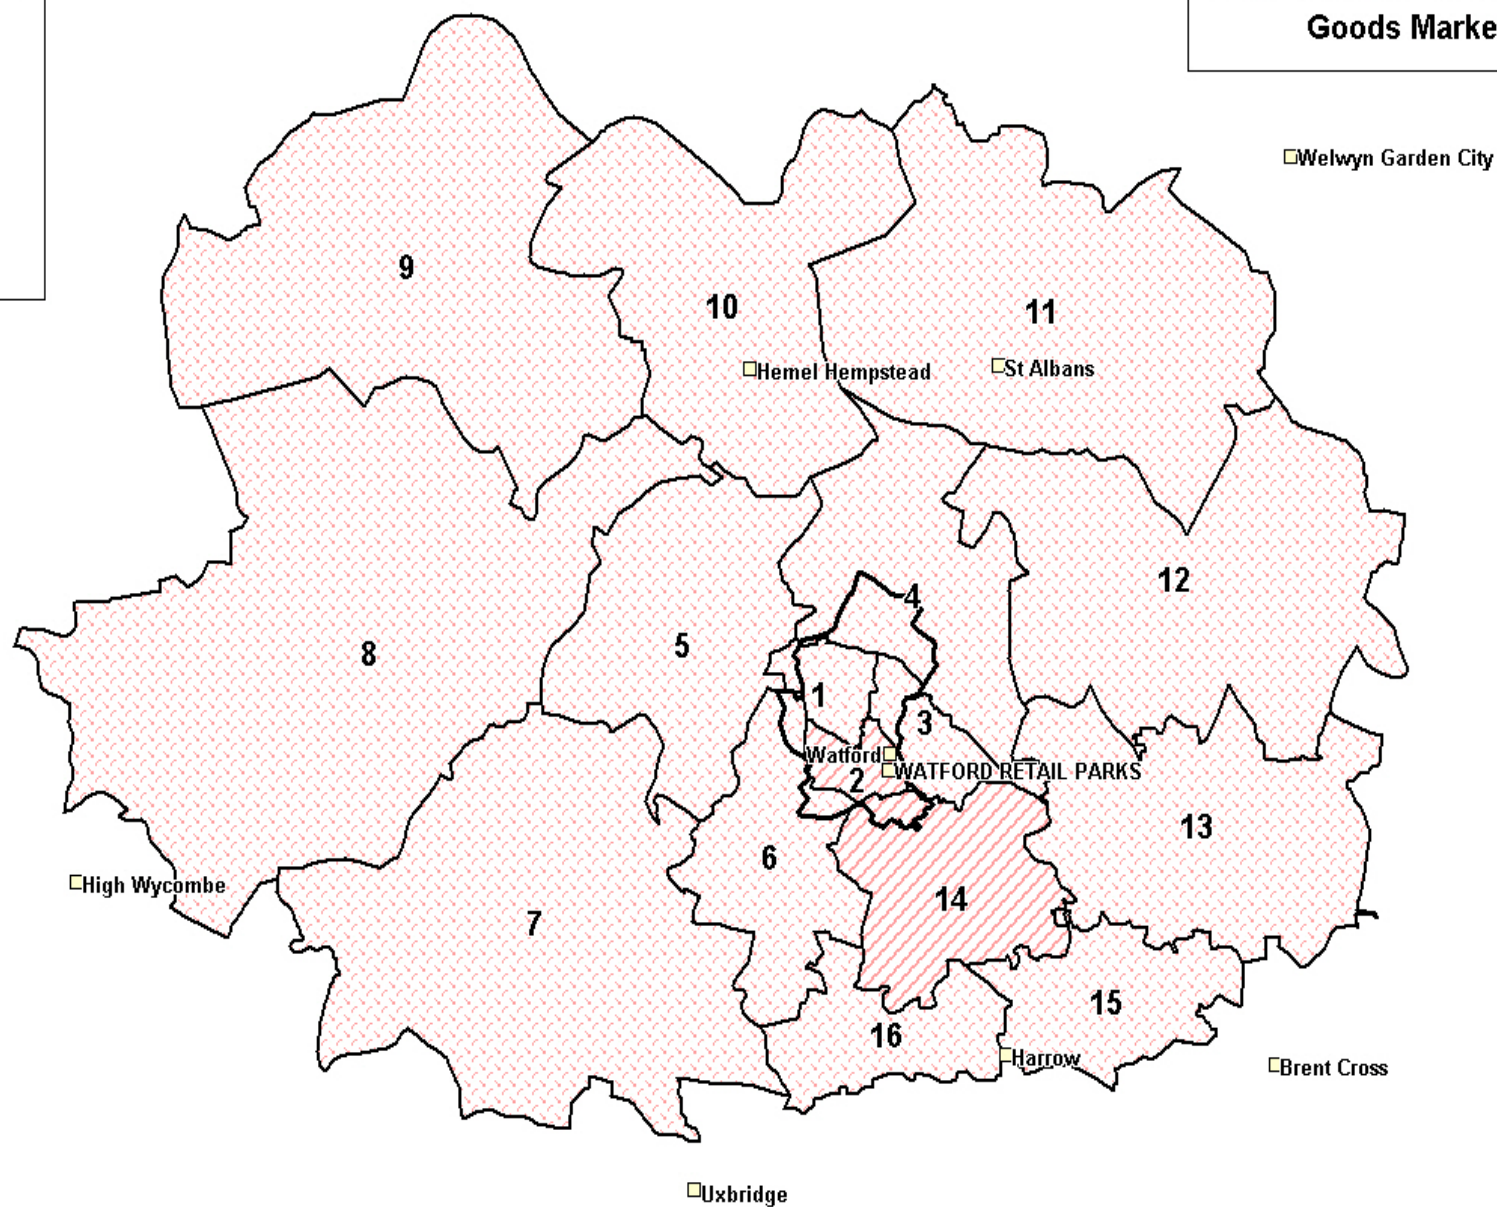 Goods Marke
Welwyn Garden City
9
10
11
Hemel Hempstead
St Albans
12
4
5
8
1
3
Watford
WATFORD RETAIL PARKS
2
13
6
High Wycombe
14
7
15
16
Harrow
Brent Cross
Uxbridge